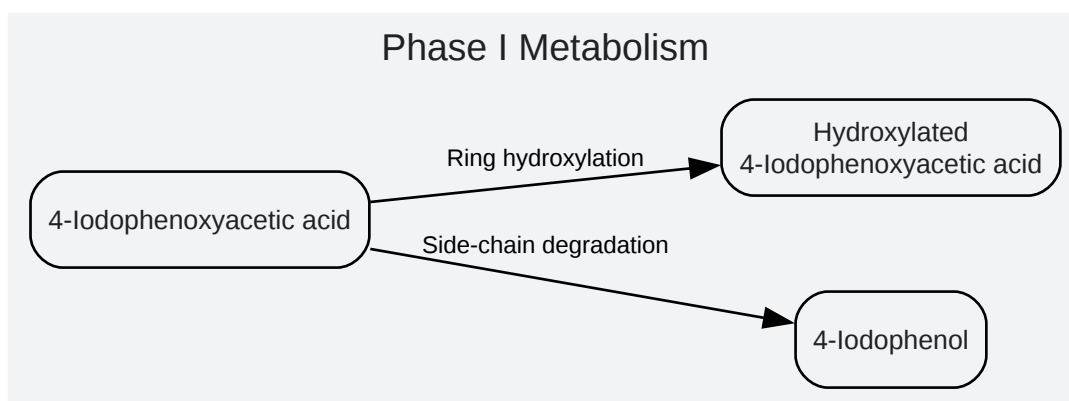 Phase I Metabolism
4-Iodophenoxyacetic acid
Ring hydroxylation
Hydroxylated
4-Iodophenoxyacetic acid
Side-chain degradation
4-Iodophenol